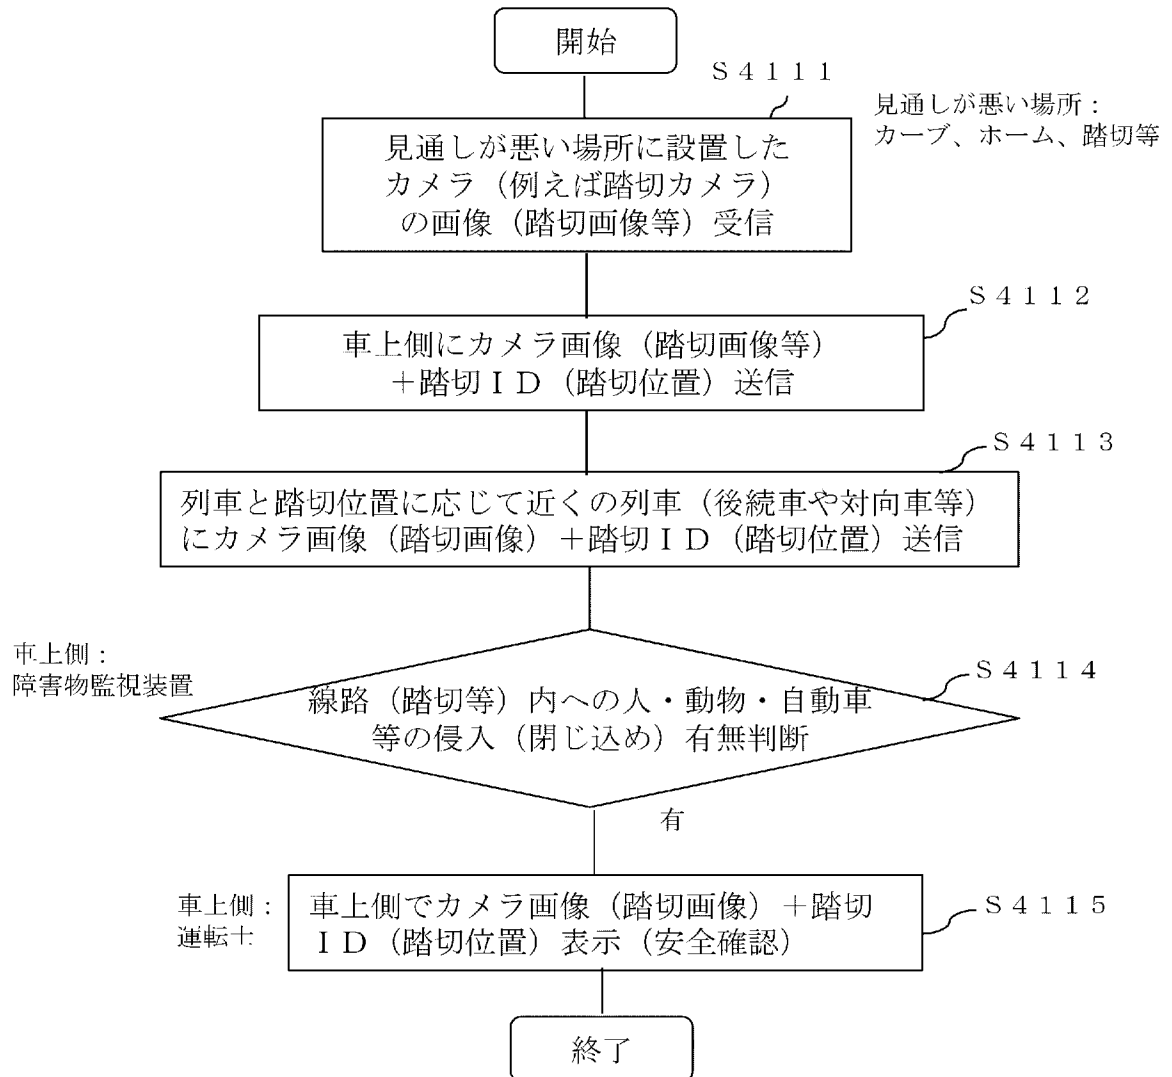 開始
S4111
見通しが悪い場所：
カーブ、ホーム、踏切等
見通しが悪い場所に設置した
カメラ（例えば踏切カメラ）
の画像（踏切画像等）受信
S4112
車上側にカメラ画像（踏切画像等）
＋踏切ID（踏切位置）送信
S4113
列車と踏切位置に応じて近くの列車（後続車や対向車等）
にカメラ画像（踏切画像）＋踏切ID（踏切位置）送信
車上側：
障害物監視装置
S4114
線路（踏切等）内への人・動物・自動車
等の侵入（閉じ込め）有無判断
有
車上側：
運転士
車上側でカメラ画像（踏切画像）＋踏切
ID（踏切位置）表示（安全確認）
S4115
終了